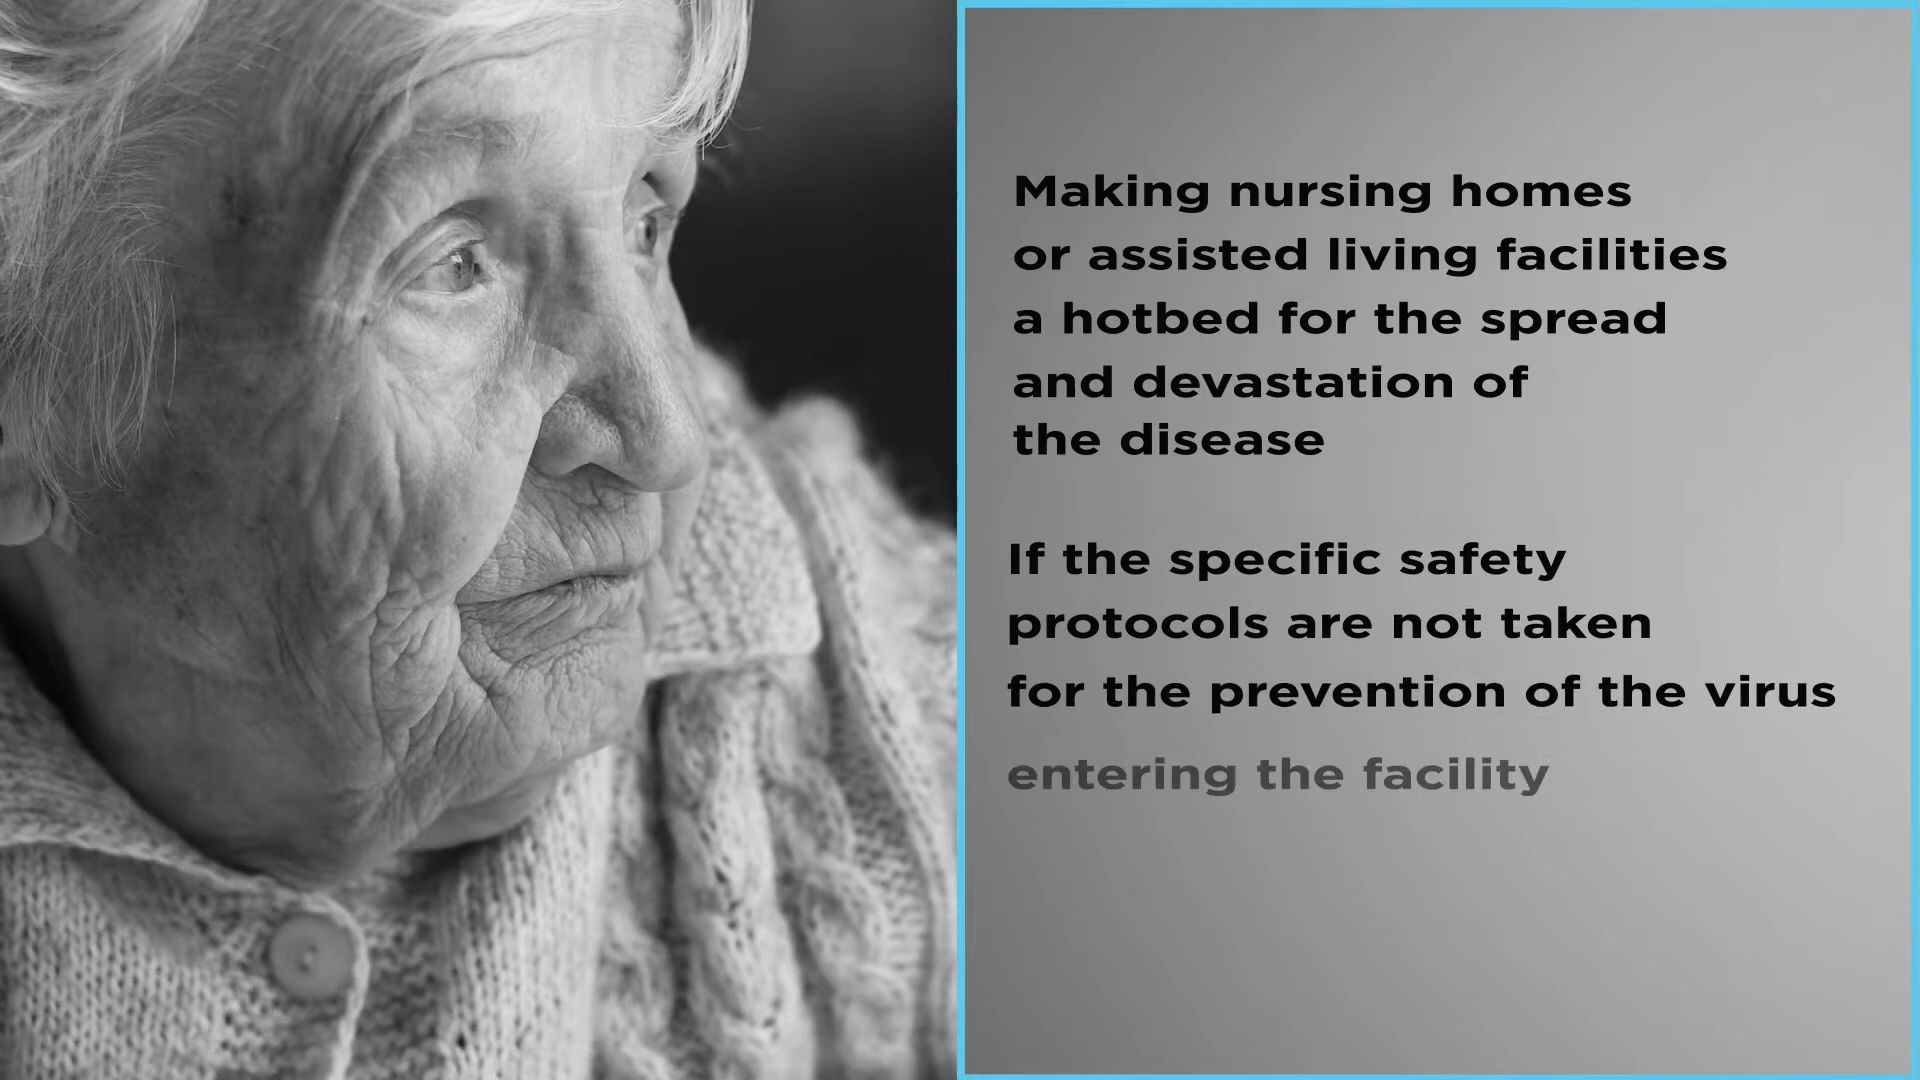 Making nursing homes
or assisted living facilities
a hotbed for the spread
and devastation of
the disease
If the specific safety
protocols are not taken
for the prevention of the virus
entering the facility